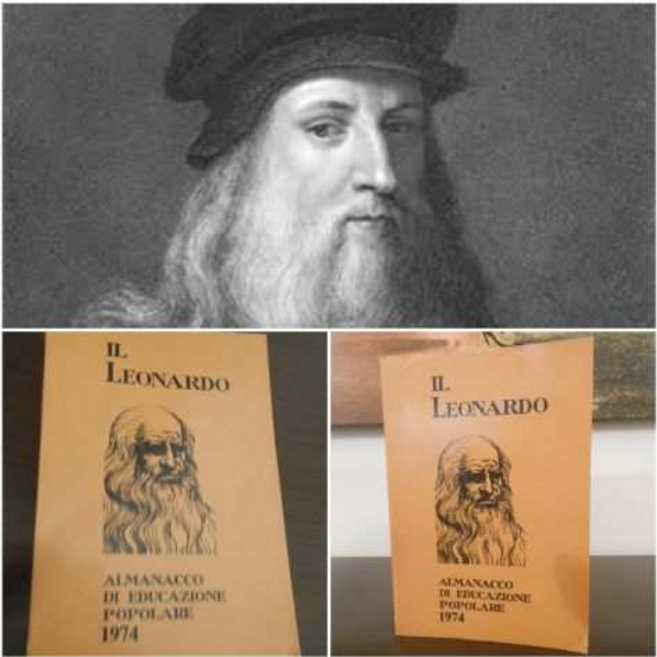 IL
LEONARDO
ALMANACCO
DI EDUCAZIONE
POPOLARE
1974
IL
LEONARDO
ALMANACCO
DI EDUCAZIONE
POPOLARE
1974